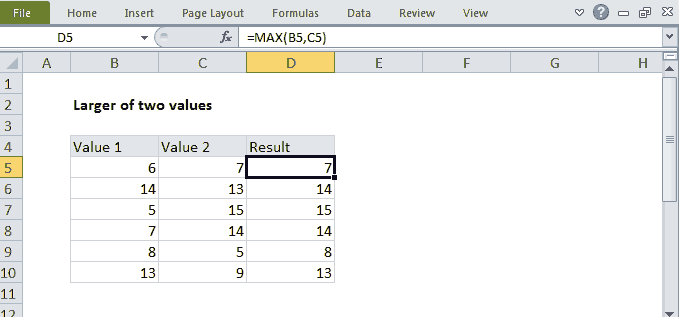 File Home Insert Page Layout Formulas Data Review View
D5 fx =MAX(B5,C5)
A B C D E F G H
1
2 Larger of two values
3
4 Value 1 Value 2 Result
5 6 7 7
6 14 13 14
7 5 15 15
8 7 14 14
9 8 5 8
10 13 9 13
11
12